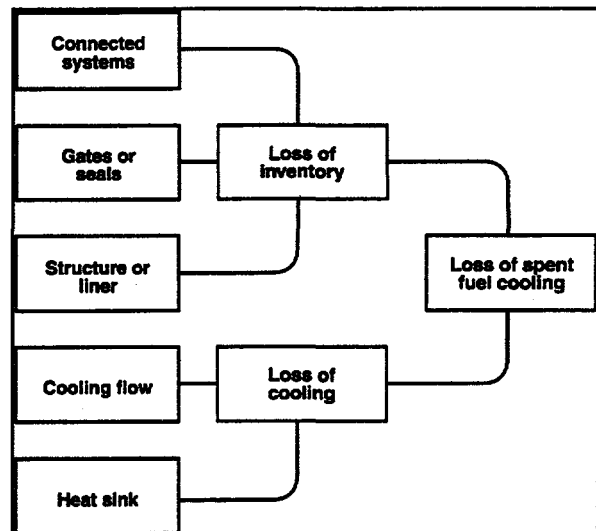 Connected
systems
Gates or
seals
Loss of
inventory
Structure or
liner
Loss of spent
fuel cooling
Cooling flow
Loss of
cooling
Heat sink